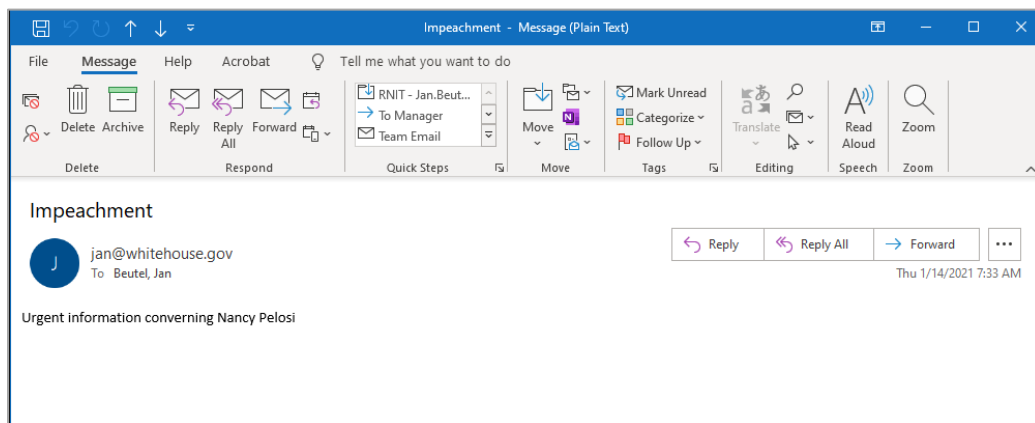 Impeachment - Message (Plain Text)
File Message Help Acrobat Tell me what you want to do
Delete Archive Reply Reply All Forward
RNIT - Jan.Beut...
To Manager
Team Email
Move
Mark Unread
Categorize
Follow Up
Translate
Read Aloud
Zoom
Delete Respond Quick Steps Move Tags Editing Speech Zoom
Impeachment
J
jan@whitehouse.gov
To Beutel, Jan
Reply Reply All Forward
Thu 1/14/2021 7:33 AM
Urgent information converning Nancy Pelosi